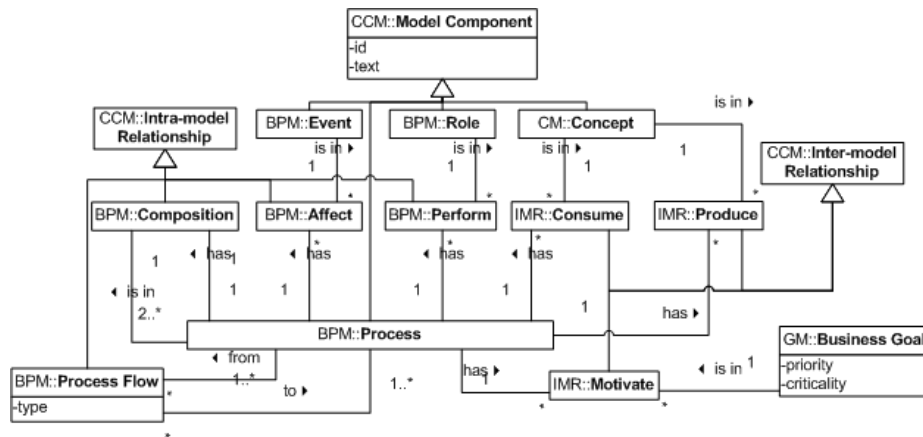 CCM::Model Component
-id
-text
is in ▸
CCM::Intra-model
Relationship
BPM::Event
BPM::Role
CM::Concept
CCM::Inter-model
Relationship
is in ▸
is in ▸
is in ▸
1
1
1
1
*
*
*
*
BPM::Composition
BPM::Affect
BPM::Perform
IMR::Consume
IMR::Produce
*
*
*
*
1
◂ has
1
◂ has
◂ has
◂ has
◂ is in
1
1
1
1
1
2..*
has ▸
BPM::Process
GM::Business Goal
-priority
-criticality
◂ from
1..*
to ▸
1..*
has ▸
1
◂ is in
1
BPM::Process Flow
-type
*
*
IMR::Motivate
*
*